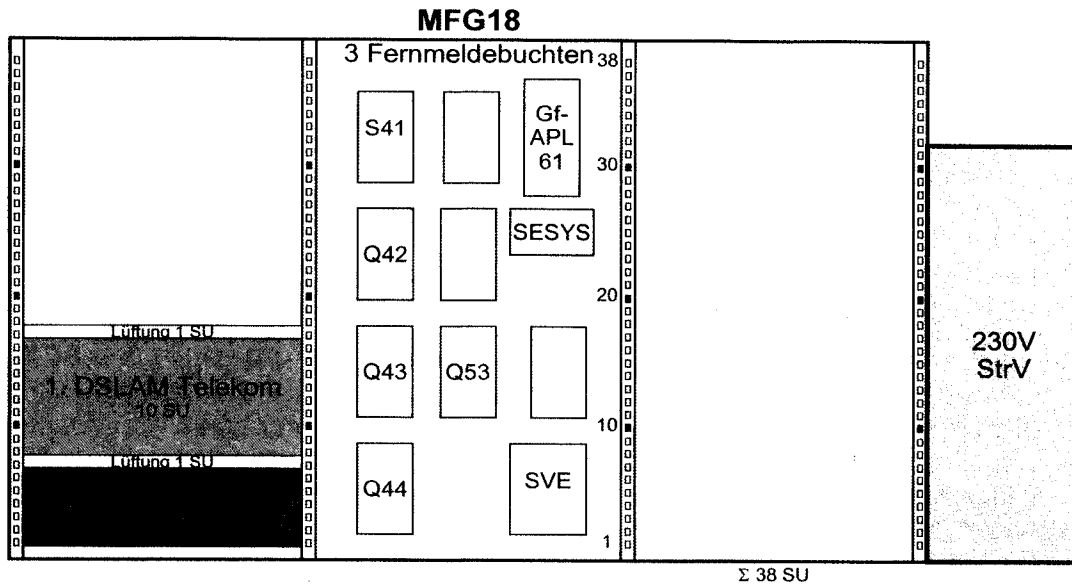 MFG18
3 Fernmeldebuchten
38
S41
Gf-
APL
61
30
Q42
SESYS
20
Lüftung 1 SU
1. DSLAM Telekom
10 SU
Q43
Q53
10
Lüftung 1 SU
Q44
SVE
1
230V
StrV
Σ 38 SU